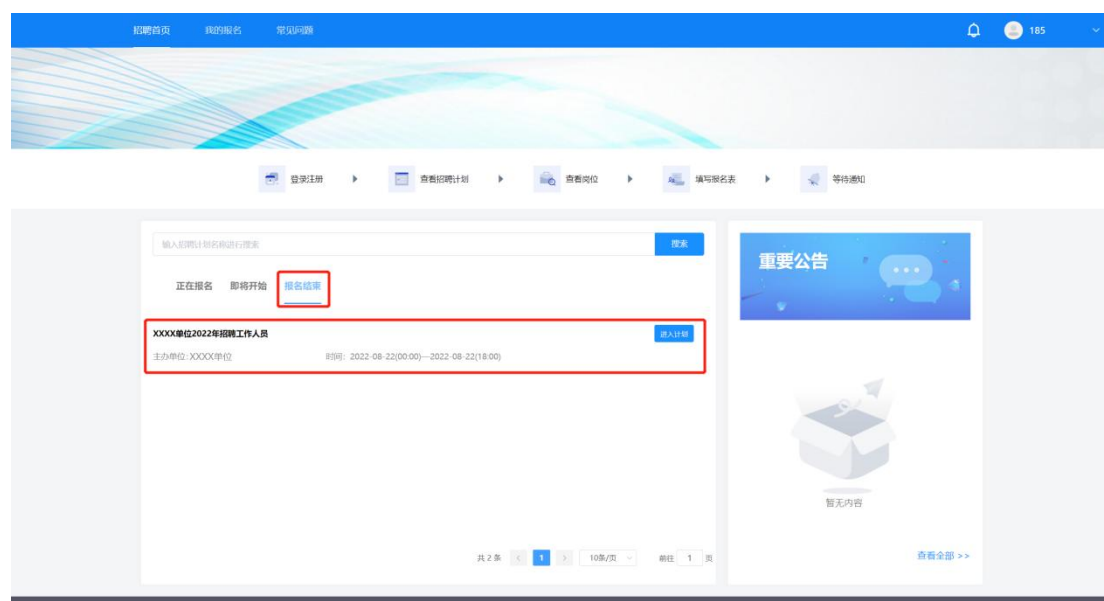 招聘首页 我的报名 常见问题 185
登录注册 查看招聘计划 查看岗位 填写报名表 等待通知
输入招聘计划名称进行搜索 搜索
正在报名 即将开始 报名结束
XXXX单位2022年招聘工作人员 进入计划
主办单位: XXXX单位 时间: 2022-08-22(00:00)---2022-08-22(18:00)
共 2 条 < 1 > 10条/页 前往 1 页
重要公告
暂无内容
查看全部 >>